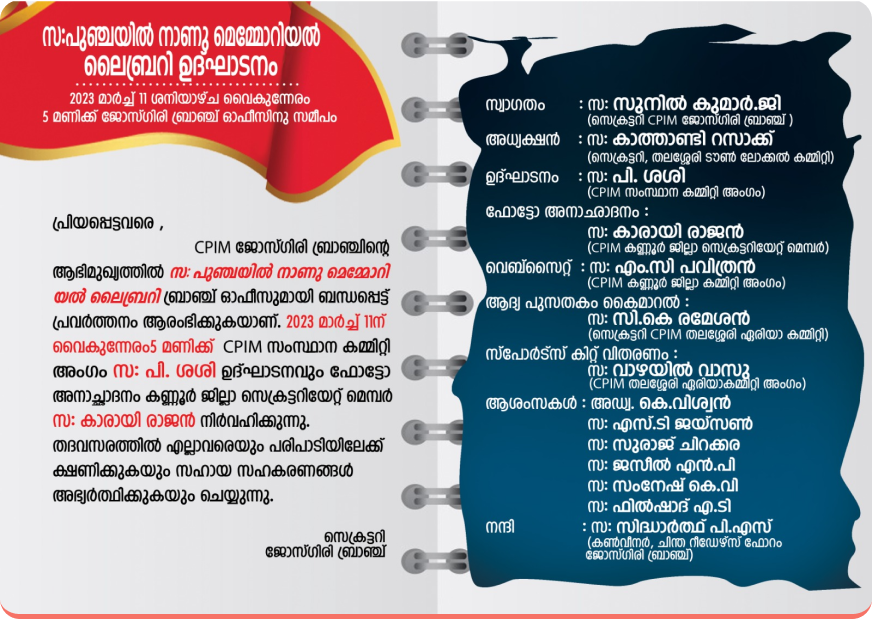 സ:പുഞ്ചയിൽ നാണു മെമ്മോറിയൽ
ലൈബ്രറി ഉദ്ഘാടനം
2023 മാർച്ച് 11 ശനിയാഴ്ച വൈകുന്നേരം
5 മണിക്ക് ജോസ്ഗിരി ബ്രാഞ്ച് ഓഫീസിനു സമീപം
പ്രിയപ്പെട്ടവരെ ,
CPIM ജോസ്ഗിരി ബ്രാഞ്ചിന്റെ
ആഭിമുഖ്യത്തിൽ സ: പുഞ്ചയിൽ നാണു മെമ്മോറി
യൽ ലൈബ്രറി ബ്രാഞ്ച് ഓഫീസുമായി ബന്ധപ്പെട്ട്
പ്രവർത്തനം ആരംഭിക്കുകയാണ്. 2023 മാർച്ച് 11ന്
വൈകുന്നേരം5 മണിക്ക് CPIM സംസ്ഥാന കമ്മിറ്റി
അംഗം സ: പി. ശശി ഉദ്ഘാടനവും ഫോട്ടോ
അനാച്ഛാദനം കണ്ണൂർ ജില്ലാ സെക്രട്ടറിയേറ്റ് മെമ്പർ
സ: കാരായി രാജൻ നിർവഹിക്കുന്നു.
തദവസരത്തിൽ എല്ലാവരെയും പരിപാടിയിലേക്ക്
ക്ഷണിക്കുകയും സഹായ സഹകരണങ്ങൾ
അഭ്യർത്ഥിക്കുകയും ചെയ്യുന്നു.
സെക്രട്ടറി
ജോസ്ഗിരി ബ്രാഞ്ച്
സ്വാഗതം : സ: സുനിൽ കുമാർ.ജി
(സെക്രട്ടറി CPIM ജോസ്ഗിരി ബ്രാഞ്ച് )
അധ്യക്ഷൻ : സ: കാത്താണ്ടി റസാക്ക്
(സെക്രട്ടറി, തലശ്ശേരി ടാൺ ലോക്കൽ കമ്മിറ്റി)
ഉദ്ഘാടനം : സ: പി. ശശി
(CPIM സംസ്ഥാന കമ്മിറ്റി അംഗം)
ഫോട്ടോ അനാഛാദനം :
സ: കാരായി രാജൻ
(CPIM കണ്ണൂർ ജില്ലാ സെക്രട്ടറിയേറ്റ് മെമ്പർ)
വെബ്സൈറ്റ് : സ: എം.സി പവിത്രൻ
(CPIM കണ്ണൂർ ജില്ലാ കമ്മിറ്റി അംഗം)
ആദ്യ പുസതകം കൈമാറൽ :
സ: സി.കെ രമേശൻ
(സെക്രട്ടറി CPIM തലശ്ശേരി ഏരിയാ കമ്മിറ്റി)
സ്പോർട്സ് കിറ്റ് വിതരണം :
സ: വാഴയിൽ വാസു
(CPIM തലശ്ശേരി ഏരിയാകമ്മിറ്റി അംഗം)
ആശംസകൾ : അഡ്വ. കെ.വിശ്വൻ
സ: എസ്.ടി ജയ്സൺ
സ: സുരാജ് ചിറക്കര
സ: ജസീൽ എൻ.പി
സ: സംനേഷ് കെ.വി
സ: ഫിൽഷാദ് എ.ടി
നന്ദി : സ: സിദ്ധാർത്ഥ് പി.എസ്
(കൺവീനർ, ചിന്ത റീഡേഴ്സ് ഫോറം
ജോസ്ഗിരി ബ്രാഞ്ച്)